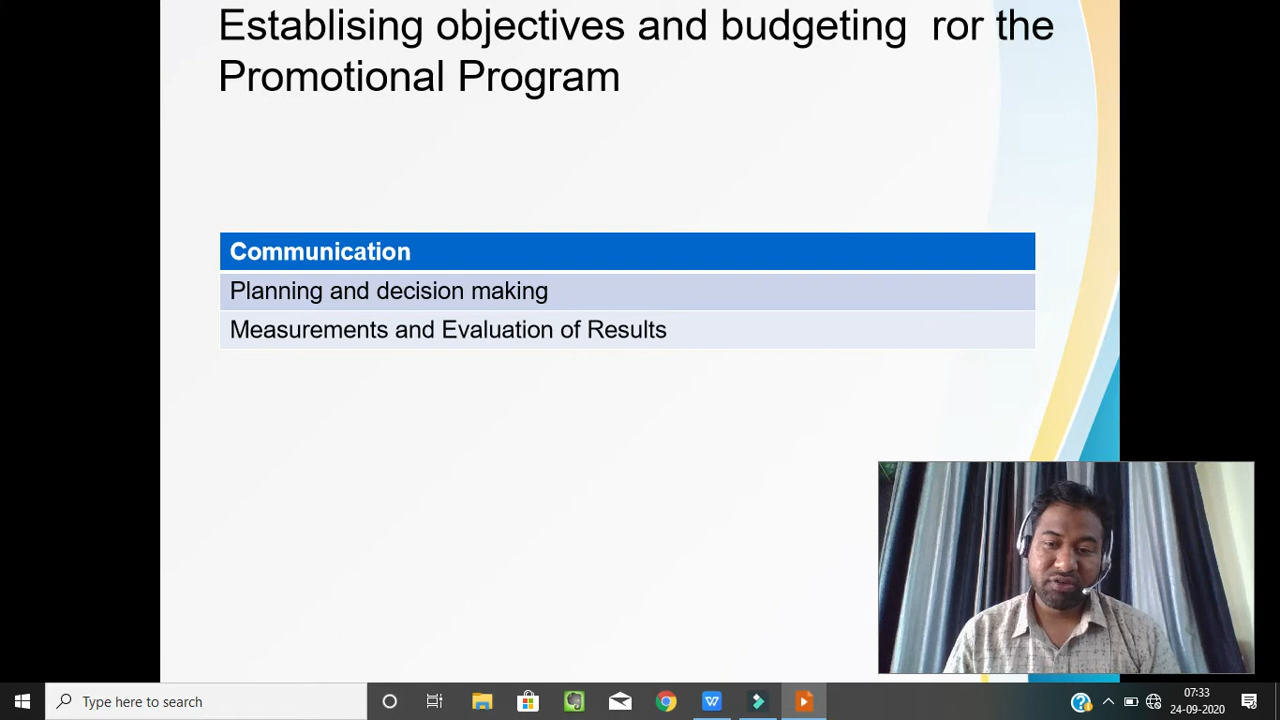 Establising objectives and budgeting  ror the
Promotional Program
Communication
Planning and decision making
Measurements and Evaluation of Results
Type here to search
07:33
24-09-2020